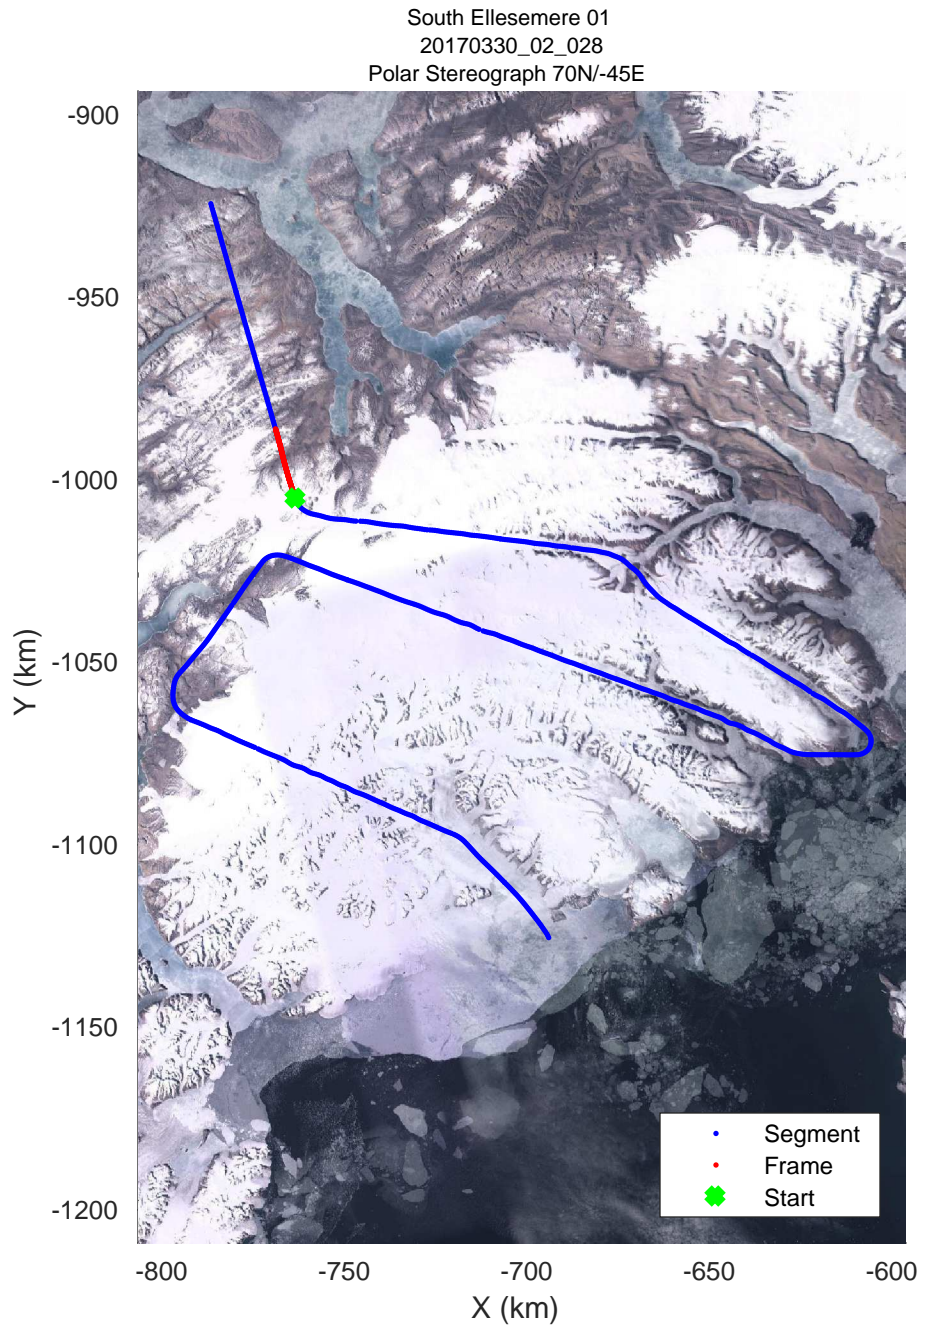 South Ellesemere 01
20170330_02_028
Polar Stereograph 70N/-45E
-900
-950
-1000
-1050
-1100
-1150
-1200
Y (km)
Segment
Frame
Start
-800 -750 -700 -650 -600
X (km)